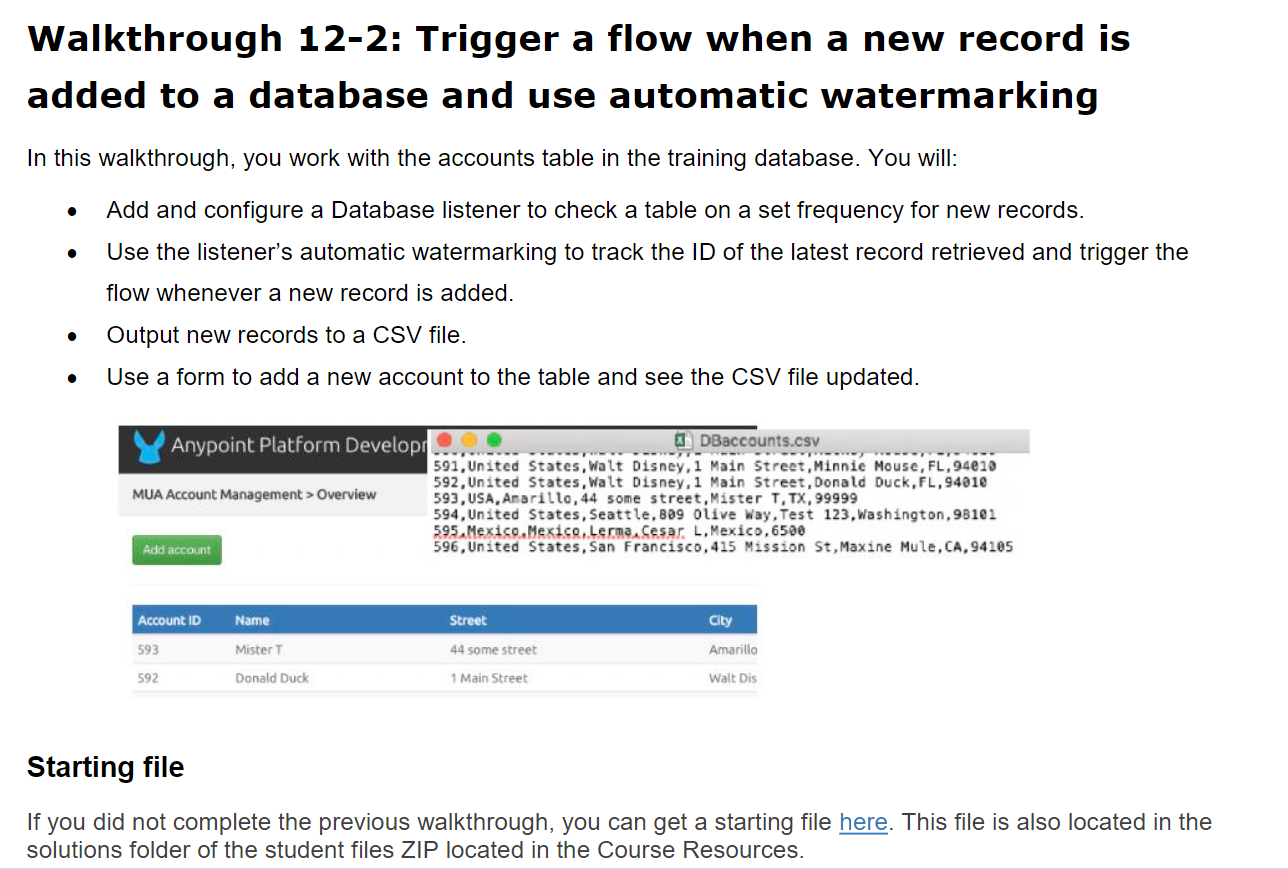 Walkthrough 12-2: Trigger a flow when a new record is
added to a database and use automatic watermarking
In this walkthrough, you work with the accounts table in the training database. You will:
• Add and configure a Database listener to check a table on a set frequency for new records.
• Use the listener’s automatic watermarking to track the ID of the latest record retrieved and trigger the
flow whenever a new record is added.
• Output new records to a CSV file.
• Use a form to add a new account to the table and see the CSV file updated.
Anypoint Platform Developr
DBaccounts.csv
591,United States,Walt Disney,1 Main Street,Minnie Mouse,FL,94010
592,United States,Walt Disney,1 Main Street,Donald Duck,FL,94010
593,USA,Amarillo,44 some street,Mister T,TX,99999
594,United States,Seattle,809 Olive Way,Test 123,Washington,98101
595,Mexico,Mexico,Lerma,Cesar L,Mexico,6500
596,United States,San Francisco,415 Mission St,Maxine Mule,CA,94105
MUA Account Management > Overview
Add account
Account ID Name Street City
593 Mister T 44 some street Amarillo
592 Donald Duck 1 Main Street Walt Dis
Starting file
If you did not complete the previous walkthrough, you can get a starting file here. This file is also located in the
solutions folder of the student files ZIP located in the Course Resources.